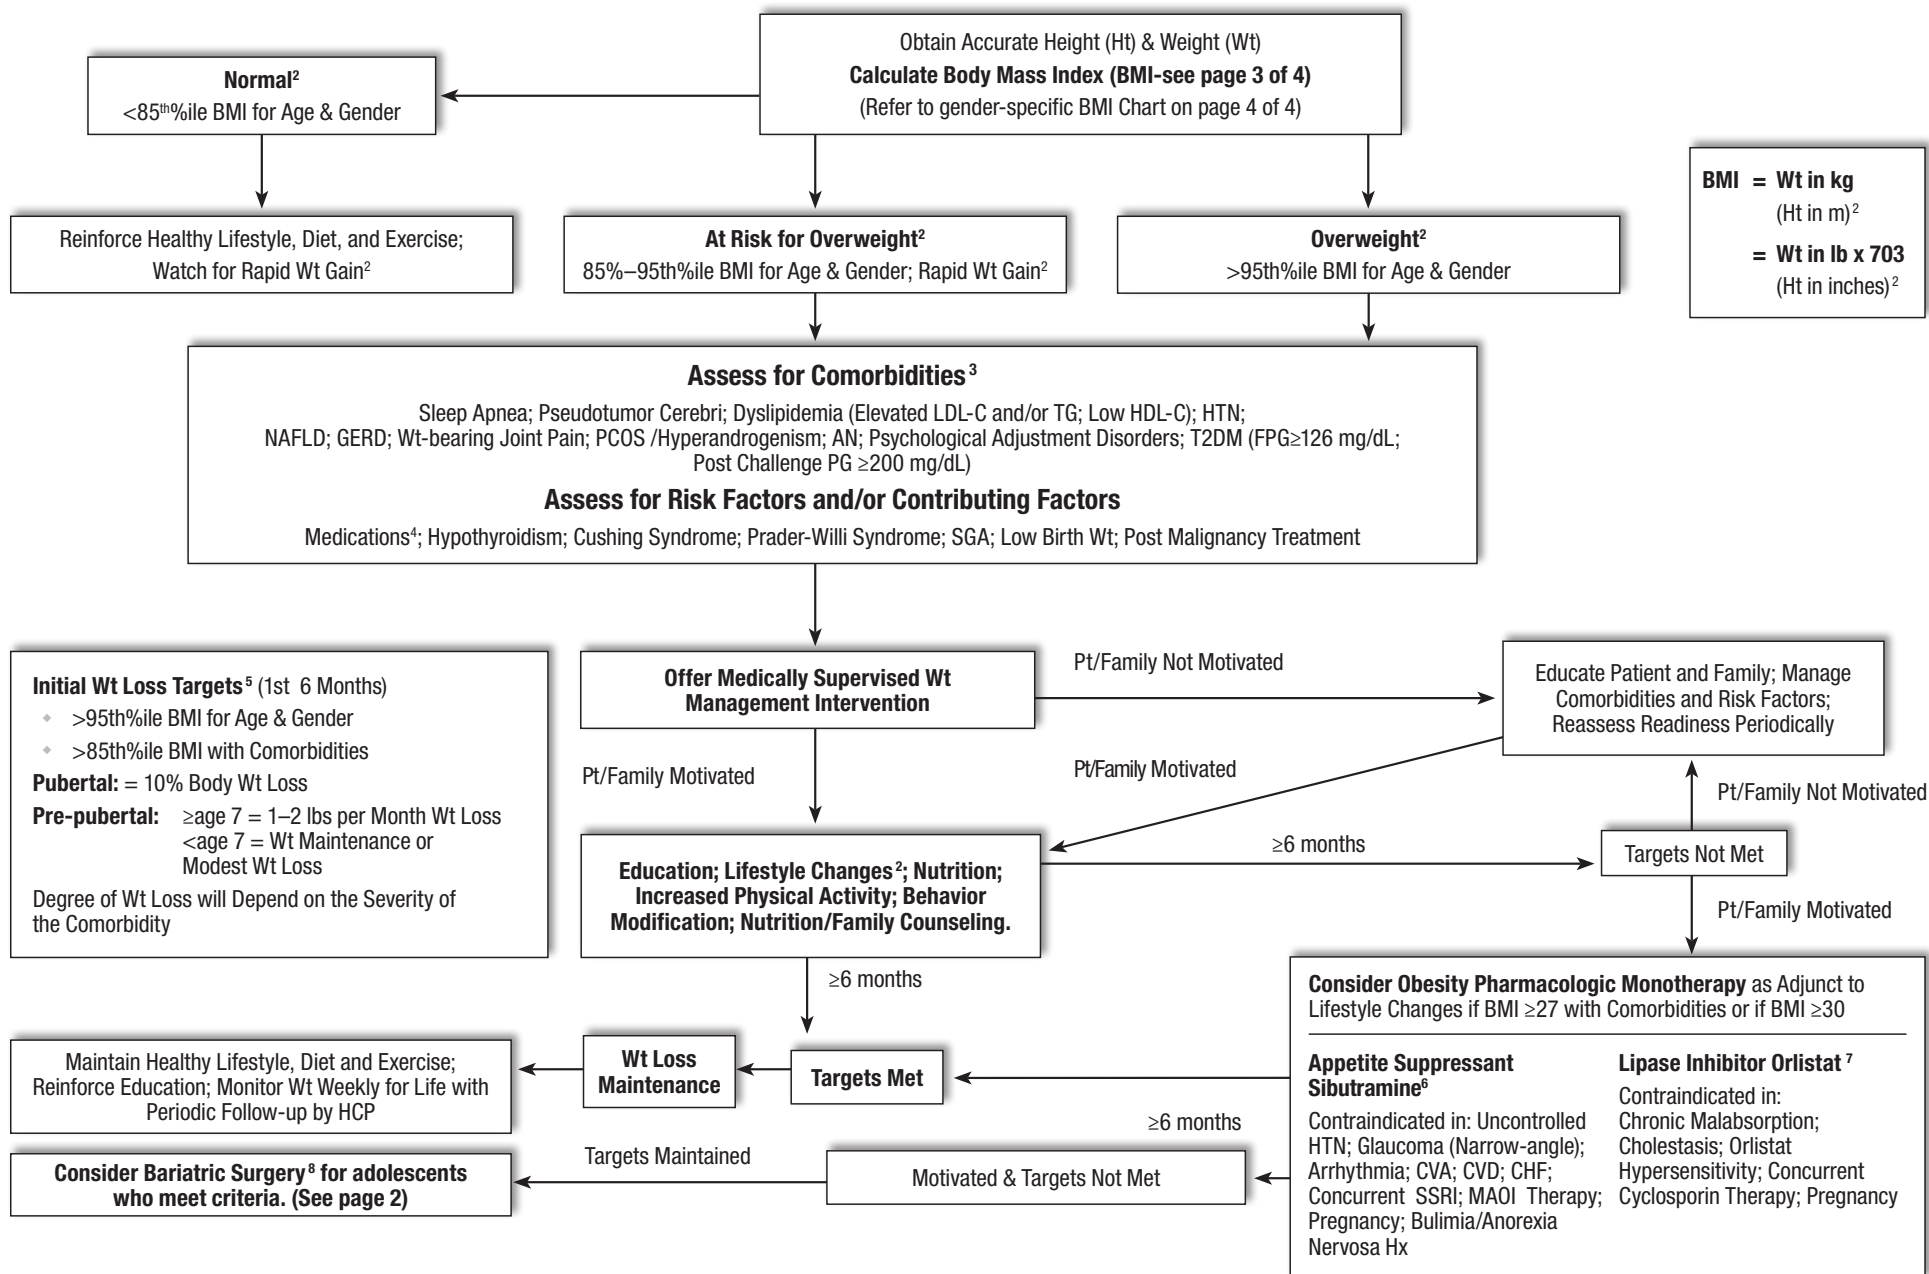 Obtain Accurate Height (Ht) & Weight (Wt)
Calculate Body Mass Index (BMI-see page 3 of 4)
(Refer to gender-specific BMI Chart on page 4 of 4)
Normal²
<85ᵗʰ%ile BMI for Age & Gender
BMI = Wt in kg
(Ht in m)²
= Wt in lb x 703
(Ht in inches)²
Reinforce Healthy Lifestyle, Diet, and Exercise;
Watch for Rapid Wt Gain²
At Risk for Overweight²
85%–95th%ile BMI for Age & Gender; Rapid Wt Gain²
Overweight²
>95th%ile BMI for Age & Gender
Assess for Comorbidities³
Sleep Apnea; Pseudotumor Cerebri; Dyslipidemia (Elevated LDL-C and/or TG; Low HDL-C); HTN;
NAFLD; GERD; Wt-bearing Joint Pain; PCOS /Hyperandrogenism; AN; Psychological Adjustment Disorders; T2DM (FPG≥126 mg/dL;
Post Challenge PG ≥200 mg/dL)
Assess for Risk Factors and/or Contributing Factors
Medications⁴; Hypothyroidism; Cushing Syndrome; Prader-Willi Syndrome; SGA; Low Birth Wt; Post Malignancy Treatment
Initial Wt Loss Targets⁵ (1st 6 Months)
◆ >95th%ile BMI for Age & Gender
◆ >85th%ile BMI with Comorbidities
Pubertal: = 10% Body Wt Loss
Pre-pubertal: ≥age 7 = 1–2 lbs per Month Wt Loss
<age 7 = Wt Maintenance or
Modest Wt Loss
Degree of Wt Loss will Depend on the Severity of
the Comorbidity
Offer Medically Supervised Wt
Management Intervention
Pt/Family Not Motivated
Educate Patient and Family; Manage
Comorbidities and Risk Factors;
Reassess Readiness Periodically
Pt/Family Motivated
Pt/Family Motivated
Pt/Family Not Motivated
Education; Lifestyle Changes²; Nutrition;
Increased Physical Activity; Behavior
Modification; Nutrition/Family Counseling.
≥6 months
Targets Not Met
Pt/Family Motivated
≥6 months
Consider Obesity Pharmacologic Monotherapy as Adjunct to
Lifestyle Changes if BMI ≥27 with Comorbidities or if BMI ≥30
Appetite Suppressant
Sibutramine⁶
Contraindicated in: Uncontrolled
HTN; Glaucoma (Narrow-angle);
Arrhythmia; CVA; CVD; CHF;
Concurrent SSRI; MAOI Therapy;
Pregnancy; Bulimia/Anorexia
Nervosa Hx
Lipase Inhibitor Orlistat⁷
Contraindicated in:
Chronic Malabsorption;
Cholestasis; Orlistat
Hypersensitivity; Concurrent
Cyclosporin Therapy; Pregnancy
Targets Met
Wt Loss
Maintenance
Maintain Healthy Lifestyle, Diet and Exercise;
Reinforce Education; Monitor Wt Weekly for Life with
Periodic Follow-up by HCP
≥6 months
Motivated & Targets Not Met
Targets Maintained
Consider Bariatric Surgery⁸ for adolescents
who meet criteria. (See page 2)